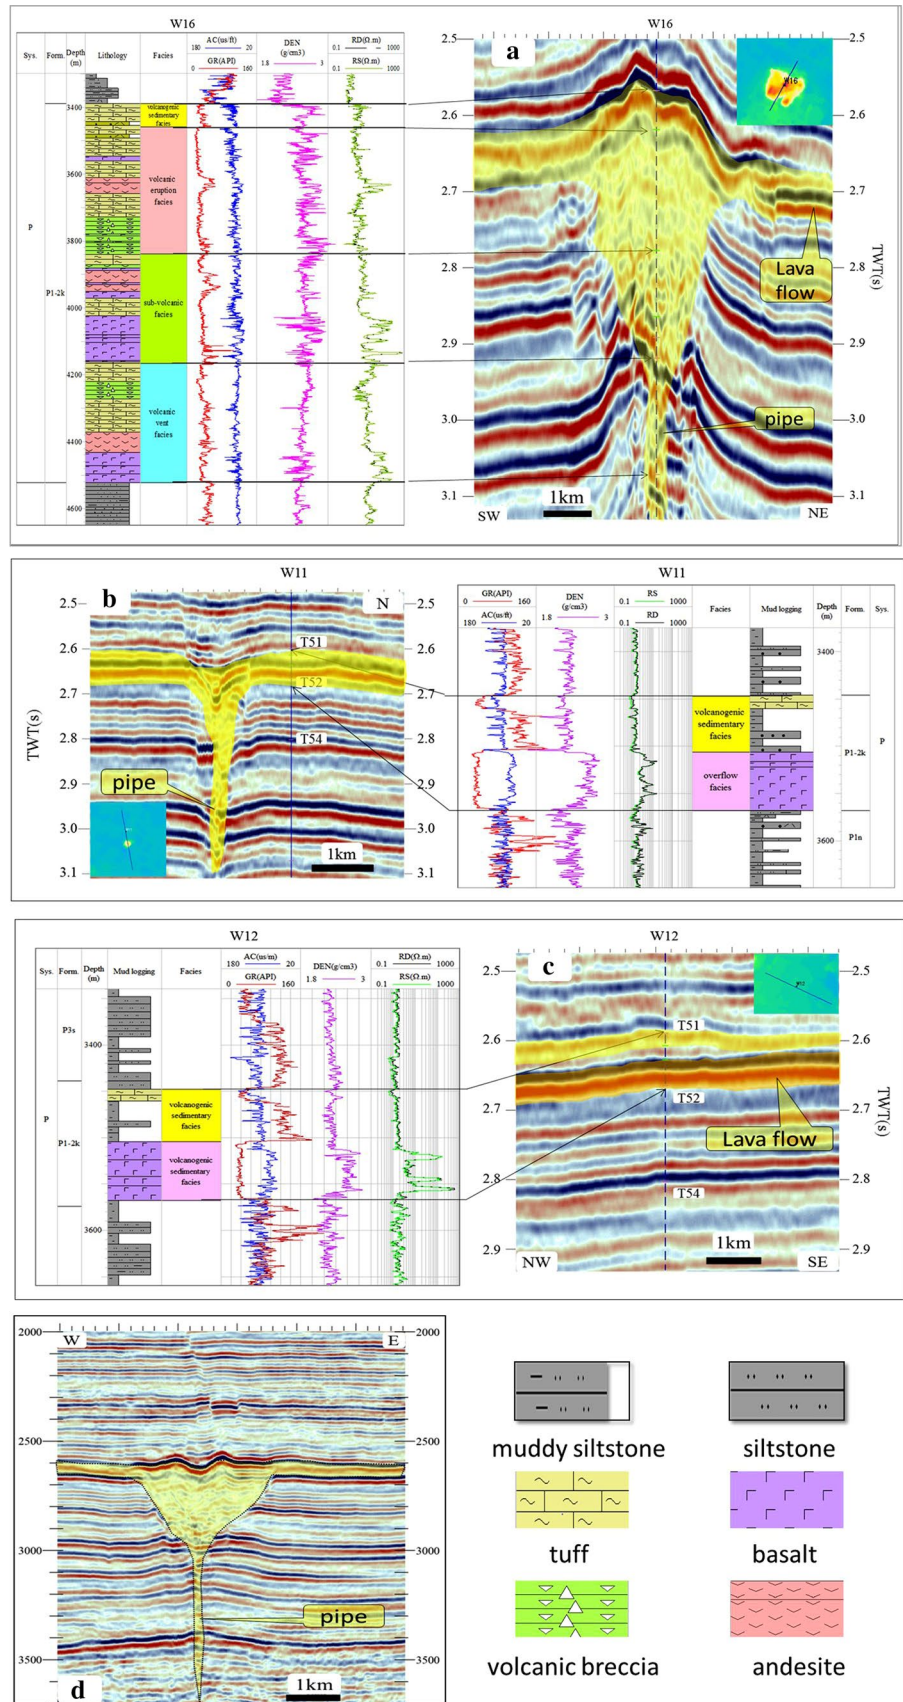 W16
W16
Sys.
Form.
Depth
(m)
Lithology
Facies
AC(us/ft)
180
20
GR(API)
0
160
DEN
(g/cm3)
1.8
3
RD(Ω.m)
0.1
1000
RS(Ω.m)
0.1
1000
3400
3600
3800
4000
4200
4400
4600
P
P1-2k
volcanogenic
sedimentary
facies
volcanic
eruption
facies
sub-volcanic
facies
volcanic
vent
facies
a
W16
2.5
2.6
2.7
2.8
2.9
3.0
3.1
2.5
2.6
2.7
2.8
2.9
3.0
3.1
TWT(s)
Lava
flow
pipe
1km
SW
NE
W11
W11
b
N
2.5
2.6
2.7
2.8
2.9
3.0
3.1
TWT(s)
T51
T52
T54
pipe
1km
GR(API)
0
160
AC(us/ft)
180
20
DEN
(g/cm3)
1.8
3
RS
0.1
1000
RD
0.1
1000
Facies
Mud logging
Depth
(m)
Form.
Sys.
volcanogenic
sedimentary
facies
overflow
facies
3400
3600
P1-2k
P1n
P
W12
W12
Sys.
Form.
Depth
(m)
Mud logging
Facies
AC(us/m)
180
20
GR(API)
0
160
DEN(g/cm3)
1.8
3
RD(Ω.m)
0.1
1000
RS(Ω.m)
0.1
1000
P3s
P
P1-2k
3400
3600
volcanogenic
sedimentary
facies
volcanogenic
sedimentary
facies
c
W12
2.5
2.6
2.7
2.8
2.9
2.5
2.6
2.7
2.8
2.9
TWT(s)
T51
T52
T54
Lava flow
1km
NW
SE
W
E
2000
2500
3000
3500
2000
2500
3000
3500
pipe
1km
d
muddy siltstone
siltstone
tuff
basalt
volcanic breccia
andesite